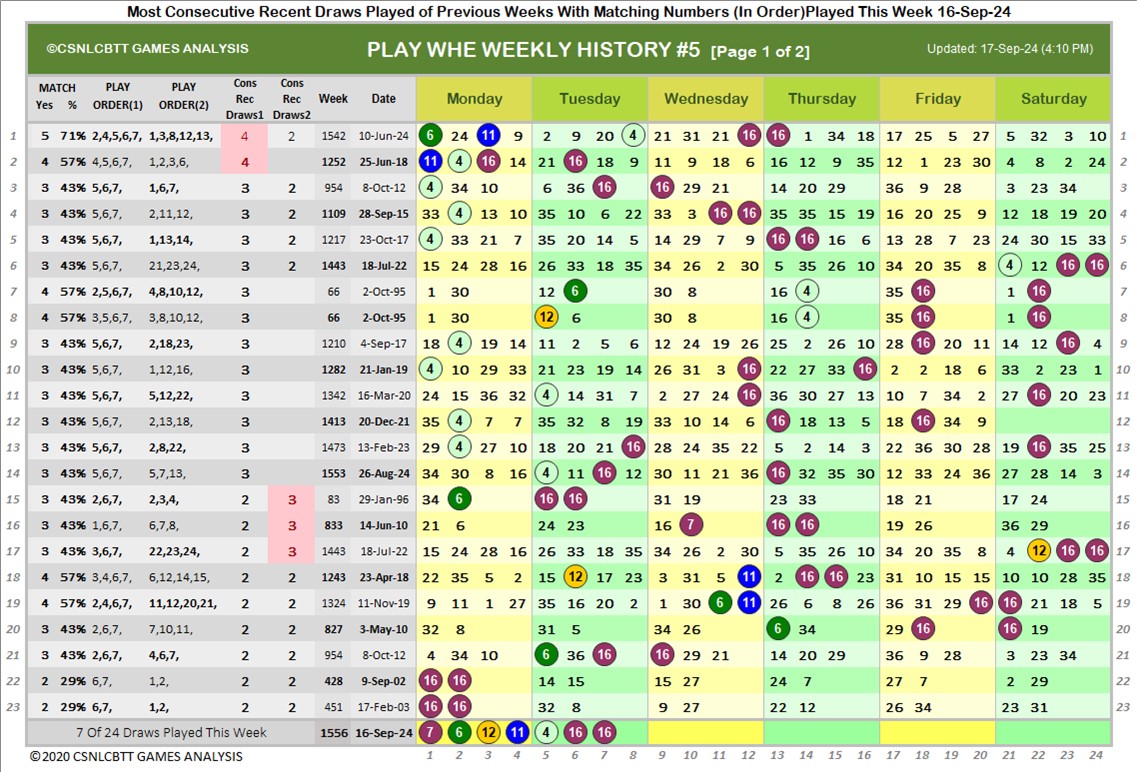 Most Consecutive Recent Draws Played of Previous Weeks With Matching Numbers (In Order)Played This Week 16-Sep-24
©CSNLCBTT GAMES ANALYSIS PLAY WHE WEEKLY HISTORY #5 [Page 1 of 2] Updated: 17-Sep-24 (4:10 PM)
MATCH Yes % PLAY ORDER(1) PLAY ORDER(2) Cons Rec Draws1 Cons Rec Draws2 Week Date Monday Tuesday Wednesday Thursday Friday Saturday
1 5 71% 2,4,5,6,7, 1,3,8,12,13, 4 2 1542 10-Jun-24 6 24 11 9 2 9 20 4 21 31 21 16 16 1 34 18 17 25 5 27 5 32 3 10 1
2 4 57% 4,5,6,7, 1,2,3,6, 4 1252 25-Jun-18 11 4 16 14 21 16 18 9 11 9 18 6 16 12 9 35 12 1 23 30 4 8 2 24 2
3 3 43% 5,6,7, 1,6,7, 3 2 954 8-Oct-12 4 34 10 6 36 16 16 29 21 14 20 29 36 9 28 3 23 34 3
4 3 43% 5,6,7, 2,11,12, 3 2 1109 28-Sep-15 33 4 13 10 35 10 6 22 33 3 16 16 35 35 15 19 16 20 25 9 12 18 19 20 4
5 3 43% 5,6,7, 1,13,14, 3 2 1217 23-Oct-17 4 33 21 7 35 20 14 5 14 29 7 9 16 16 16 6 13 28 7 23 24 30 15 33 5
6 3 43% 5,6,7, 21,23,24, 3 2 1443 18-Jul-22 15 24 28 16 26 33 18 35 34 26 2 30 5 35 26 10 34 20 35 8 4 12 16 16 6
7 4 57% 2,5,6,7, 4,8,10,12, 3 66 2-Oct-95 1 30 12 6 30 8 16 4 35 16 1 16 7
8 4 57% 3,5,6,7, 3,8,10,12, 3 66 2-Oct-95 1 30 12 6 30 8 16 4 35 16 1 16 8
9 3 43% 5,6,7, 2,18,23, 3 1210 4-Sep-17 18 4 19 14 11 2 5 6 12 24 19 26 25 2 26 10 28 16 20 11 14 12 16 4 9
10 3 43% 5,6,7, 1,12,16, 3 1282 21-Jan-19 4 10 29 33 21 23 19 14 26 31 3 16 22 27 33 16 2 2 18 6 33 2 23 1 10
11 3 43% 5,6,7, 5,12,22, 3 1342 16-Mar-20 24 15 36 32 4 14 31 7 2 27 24 16 36 30 27 13 10 7 34 2 27 16 20 23 11
12 3 43% 5,6,7, 2,13,18, 3 1413 20-Dec-21 35 4 7 7 35 32 8 19 33 10 14 6 16 18 13 5 18 16 34 9 12
13 3 43% 5,6,7, 2,8,22, 3 1473 13-Feb-23 29 4 27 10 18 20 21 16 28 24 35 22 5 2 14 3 22 36 30 28 19 16 35 25 13
14 3 43% 5,6,7, 5,7,13, 3 1553 26-Aug-24 34 30 8 16 4 11 16 12 30 11 21 36 16 32 35 30 12 33 24 36 27 28 14 3 14
15 3 43% 2,6,7, 2,3,4, 2 3 83 29-Jan-96 34 6 16 16 31 19 23 33 18 21 17 24 15
16 3 43% 1,6,7, 6,7,8, 2 3 833 14-Jun-10 21 6 24 23 16 7 16 16 19 26 36 29 16
17 3 43% 3,6,7, 22,23,24, 2 3 1443 18-Jul-22 15 24 28 16 26 33 18 35 34 26 2 30 5 35 26 10 34 20 35 8 4 12 16 16 17
18 4 57% 3,4,6,7, 6,12,14,15, 2 2 1243 23-Apr-18 22 35 5 2 15 12 17 23 3 31 5 11 2 16 16 23 31 10 15 15 10 10 28 35 18
19 4 57% 2,4,6,7, 11,12,20,21, 2 2 1324 11-Nov-19 9 11 1 27 35 16 20 2 1 30 6 11 26 6 8 26 36 31 29 16 16 21 18 5 19
20 3 43% 2,6,7, 7,10,11, 2 2 827 3-May-10 32 8 31 5 34 26 6 34 28 16 16 19 20
21 3 43% 2,6,7, 4,6,7, 2 2 954 8-Oct-12 4 34 10 6 36 16 16 29 21 14 20 29 36 9 28 3 23 34 21
22 2 29% 6,7, 1,2, 2 2 428 9-Sep-02 16 16 14 15 15 27 24 7 27 7 2 29 22
23 2 29% 6,7, 1,2, 2 2 451 17-Feb-03 16 16 32 8 9 27 22 12 26 34 23 31 23
7 Of 24 Draws Played This Week 1556 16-Sep-24 7 6 12 11 4 16 16
©2020 CSNLCBTT GAMES ANALYSIS 1 2 3 4 5 6 7 8 9 10 11 12 13 14 15 16 17 18 19 20 21 22 23 24